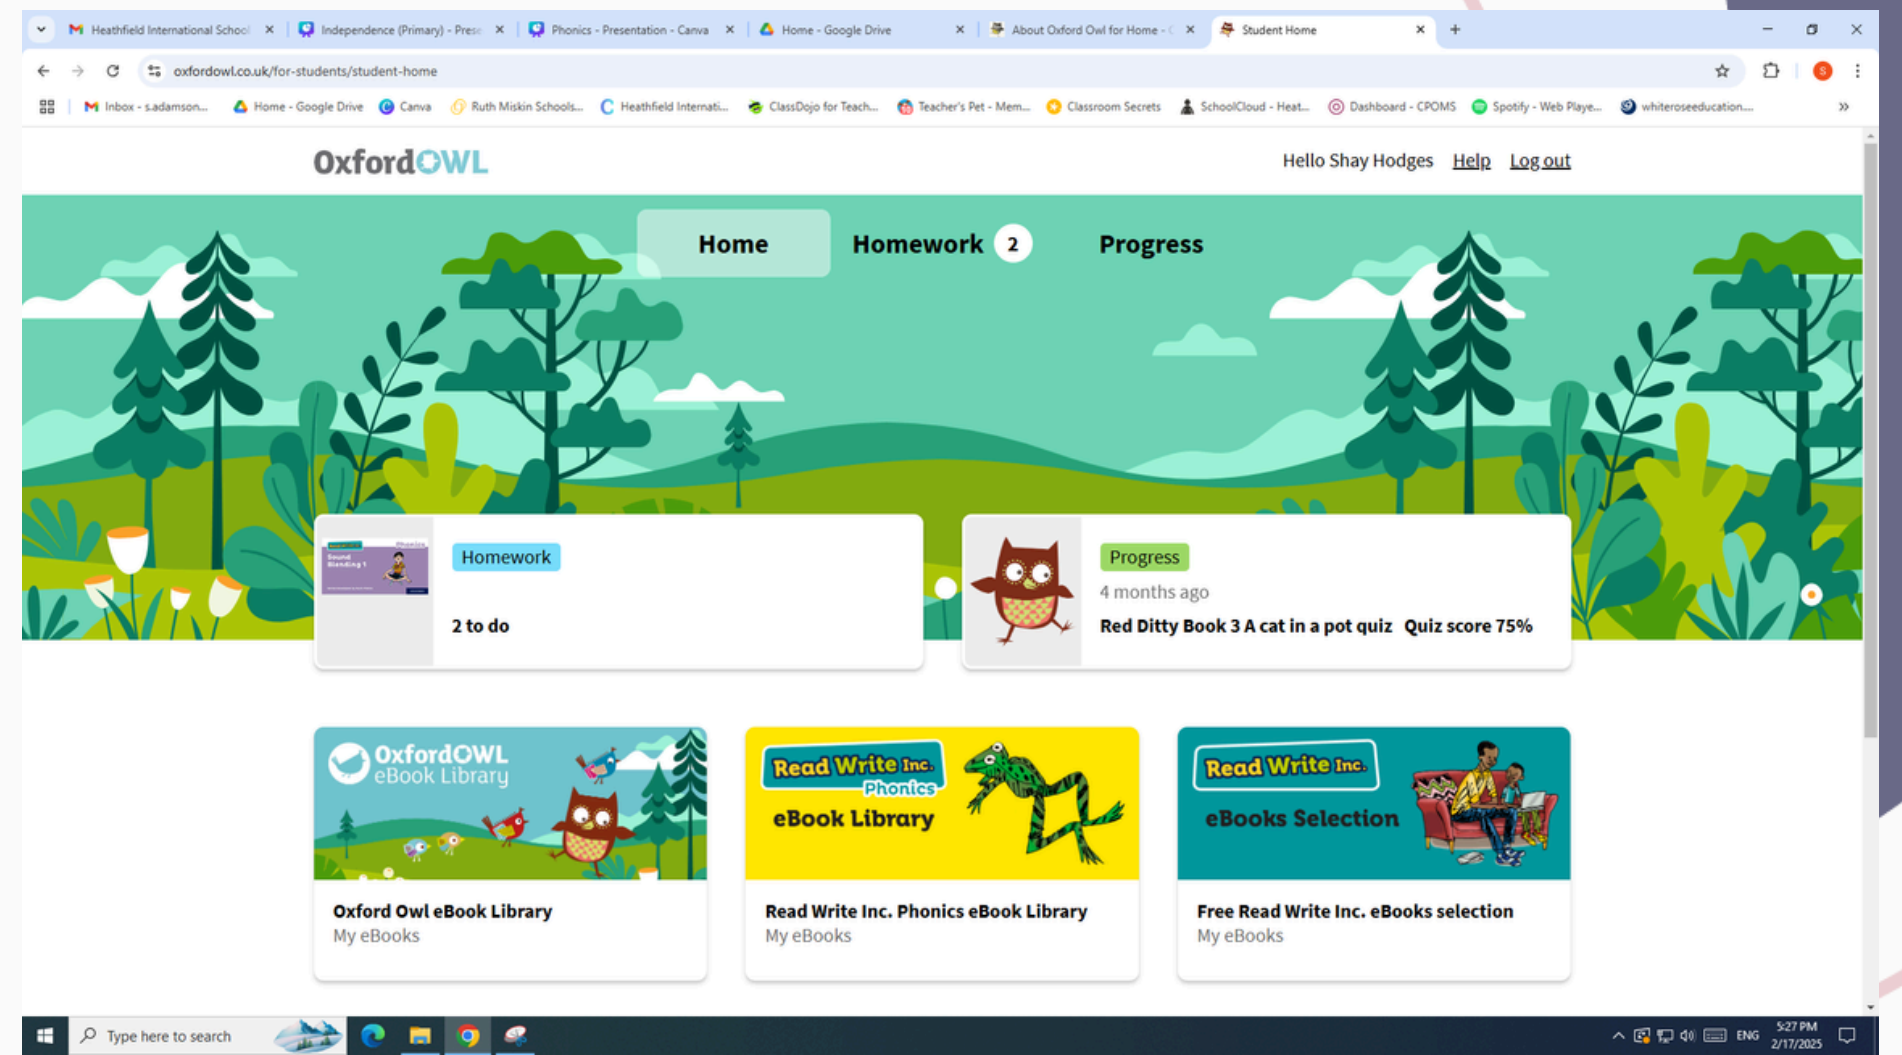 Heathfield International School
Independence (Primary) - Prese
Phonics - Presentation - Canva
Home - Google Drive
About Oxford Owl for Home -
Student Home
oxfordowl.co.uk/for-students/student-home
S
Inbox - s.adamson...
Home - Google Drive
Canva
Ruth Miskin Schools...
Heathfield Internati...
ClassDojo for Teach...
Teacher's Pet - Mem...
Classroom Secrets
SchoolCloud - Heat...
Dashboard - CPOMS
Spotify - Web Playe...
whiteroseeducation....
OxfordOWL
Hello Shay Hodges Help Log out
Home
Homework 2
Progress
Phonics
Sound
Blending 1
Homework
2 to do
Progress
4 months ago
Red Ditty Book 3 A cat in a pot quiz Quiz score 75%
OxfordOWL
eBook Library
Oxford Owl eBook Library
My eBooks
Read Write Inc.
Phonics
eBook Library
Read Write Inc. Phonics eBook Library
My eBooks
Read Write Inc.
eBooks Selection
Free Read Write Inc. eBooks selection
My eBooks
Type here to search
ENG
5:27 PM
2/17/2025